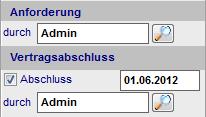 Anforderung
durch Admin
Vertragsabschluss
Abschluss 01.06.2012
durch Admin